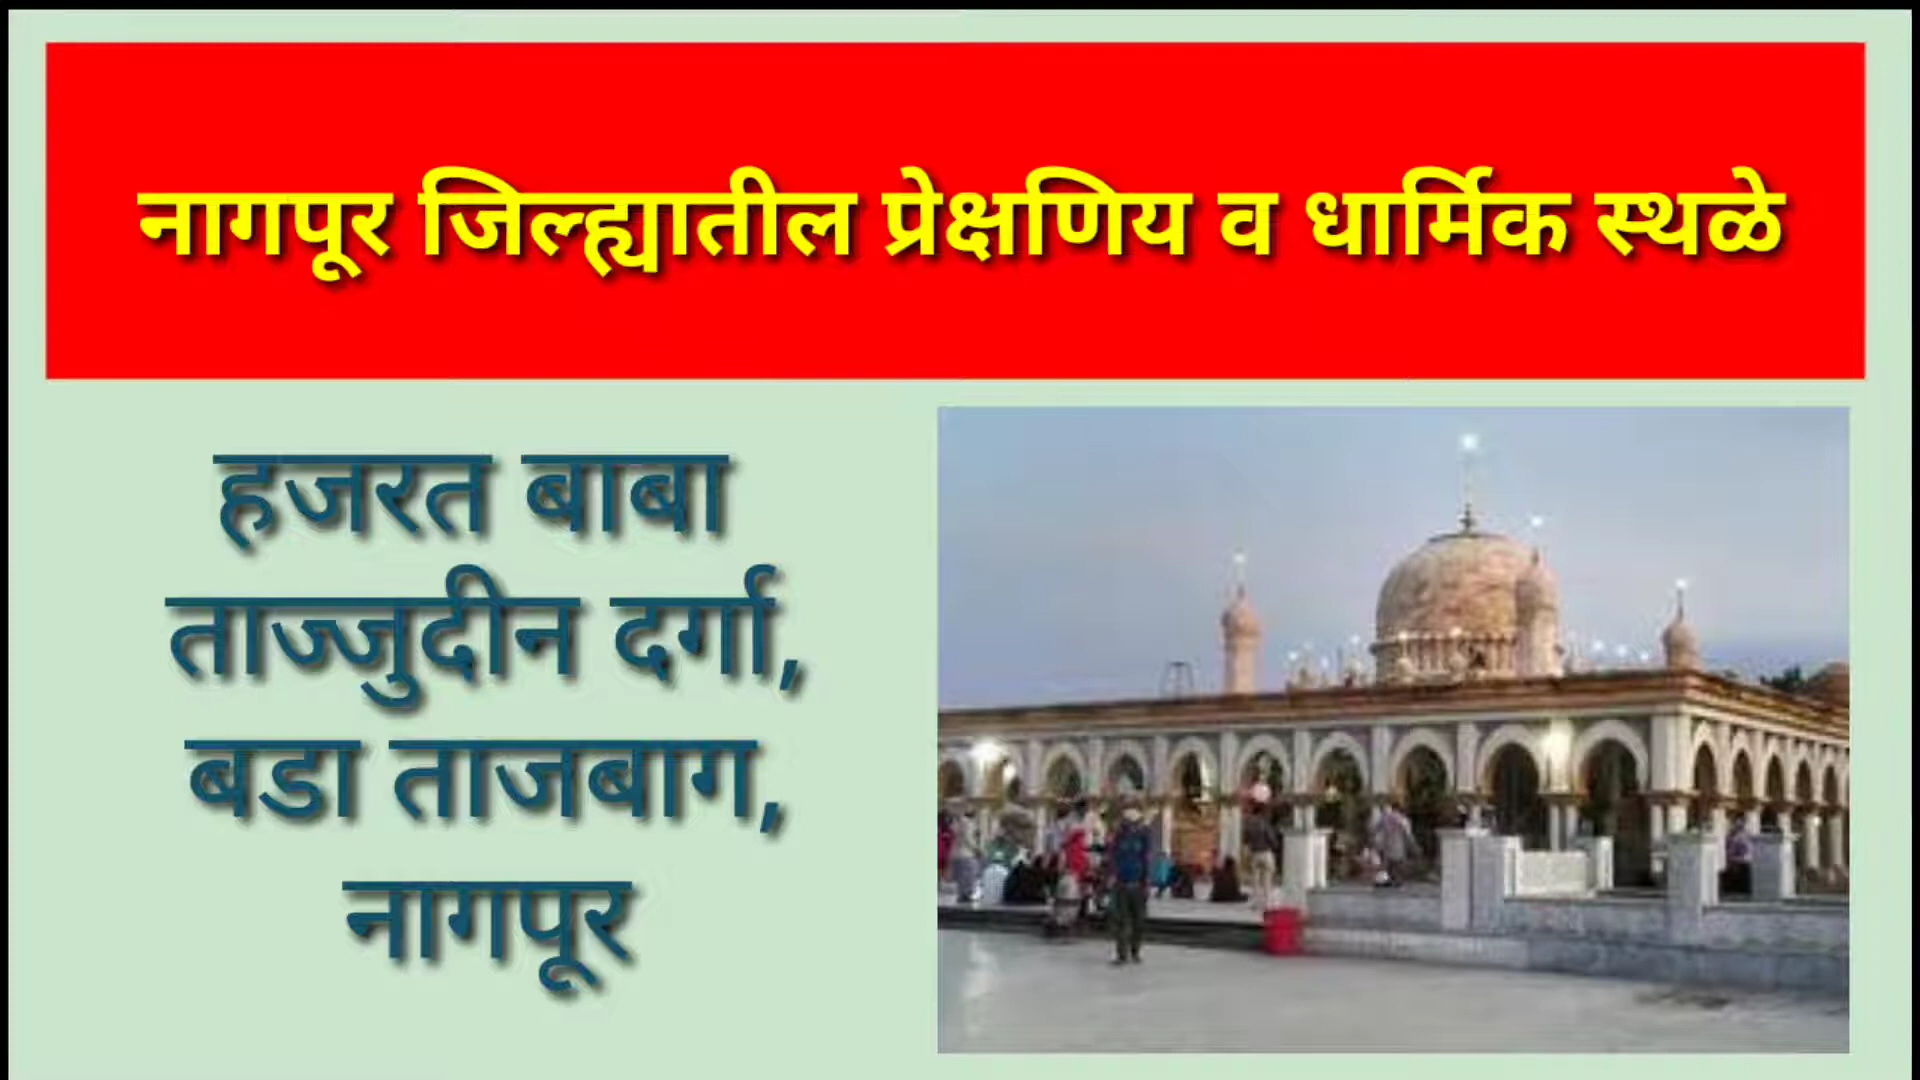 नागपूर जिल्ह्यातील प्रेक्षणिय व धार्मिक स्थळे
हजरत बाबा
ताज्जुदीन दर्गा,
बडा ताजबाग,
नागपूर